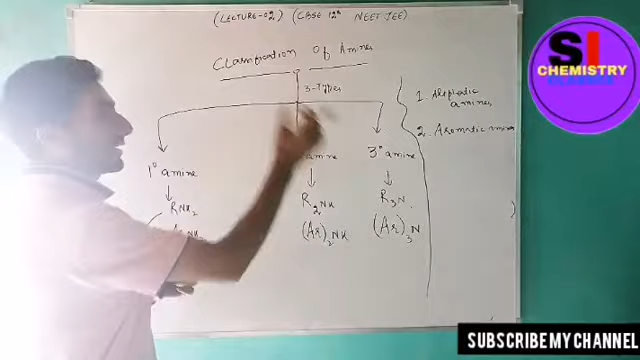 (LECTURE-02) (CBSE 12th NEET JEE)
Classification Of Amines
3-Types
1° amine
amine
3° amine
RNH2
R2NH
R3N.
(Ar)2NH
(Ar)3N
1. Aliphatic
amines
2. Aromatic amines
SI
CHEMISTRY
CLASSES
SUBSCRIBE MY CHANNEL